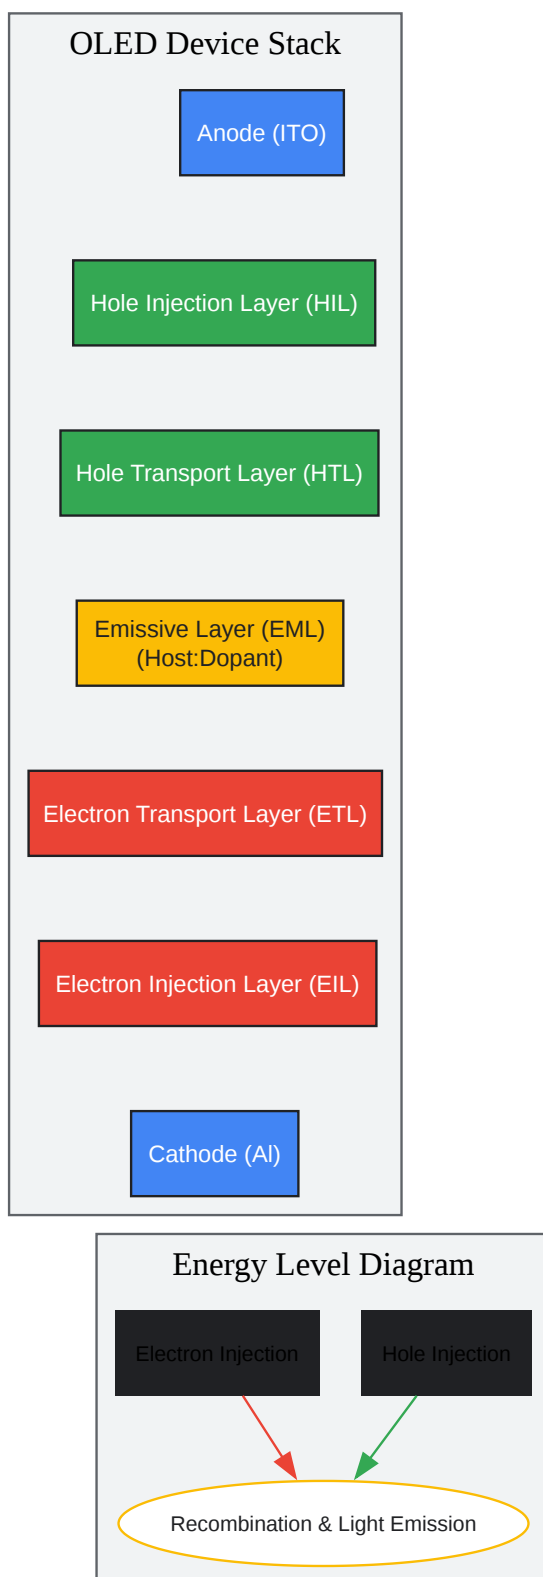 OLED Device Stack
Anode (ITO)
Hole Injection Layer (HIL)
Hole Transport Layer (HTL)
Emissive Layer (EML)
(Host:Dopant)
Electron Transport Layer (ETL)
Electron Injection Layer (EIL)
Cathode (Al)
Energy Level Diagram
Electron Injection
Hole Injection
Recombination & Light Emission